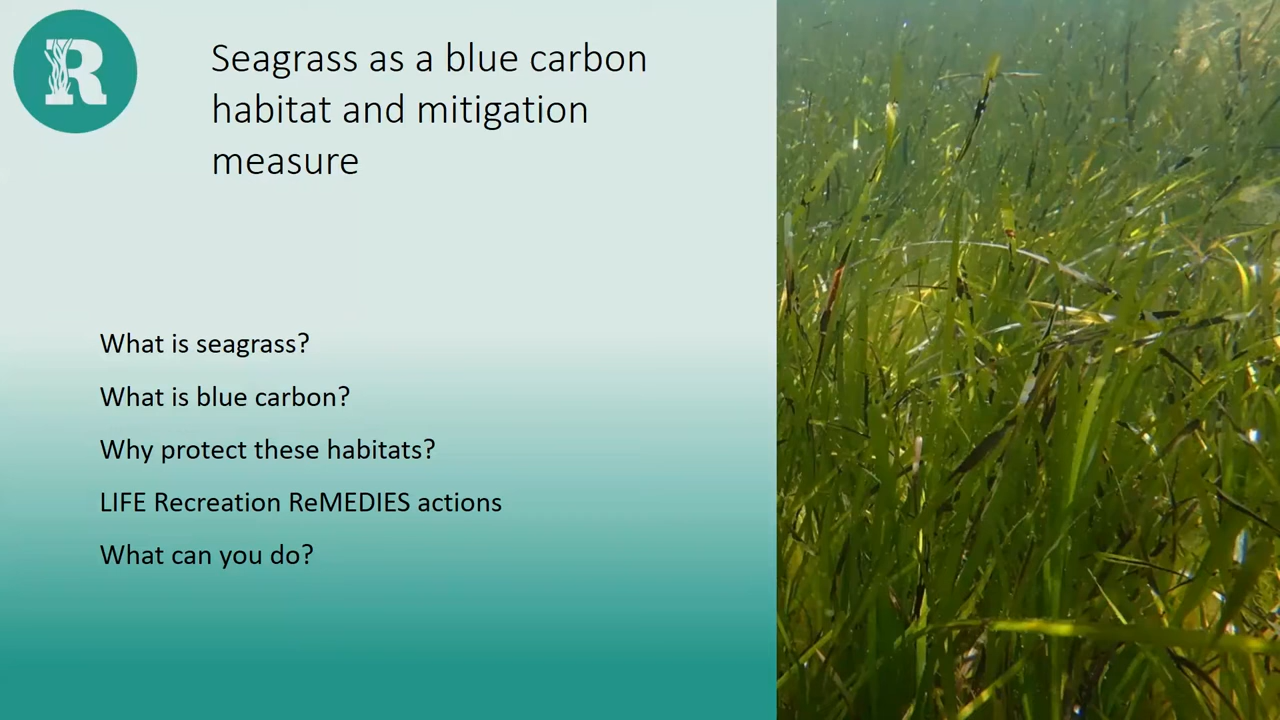 R
Seagrass as a blue carbon
habitat and mitigation
measure
What is seagrass?
What is blue carbon?
Why protect these habitats?
LIFE Recreation ReMEDIES actions
What can you do?